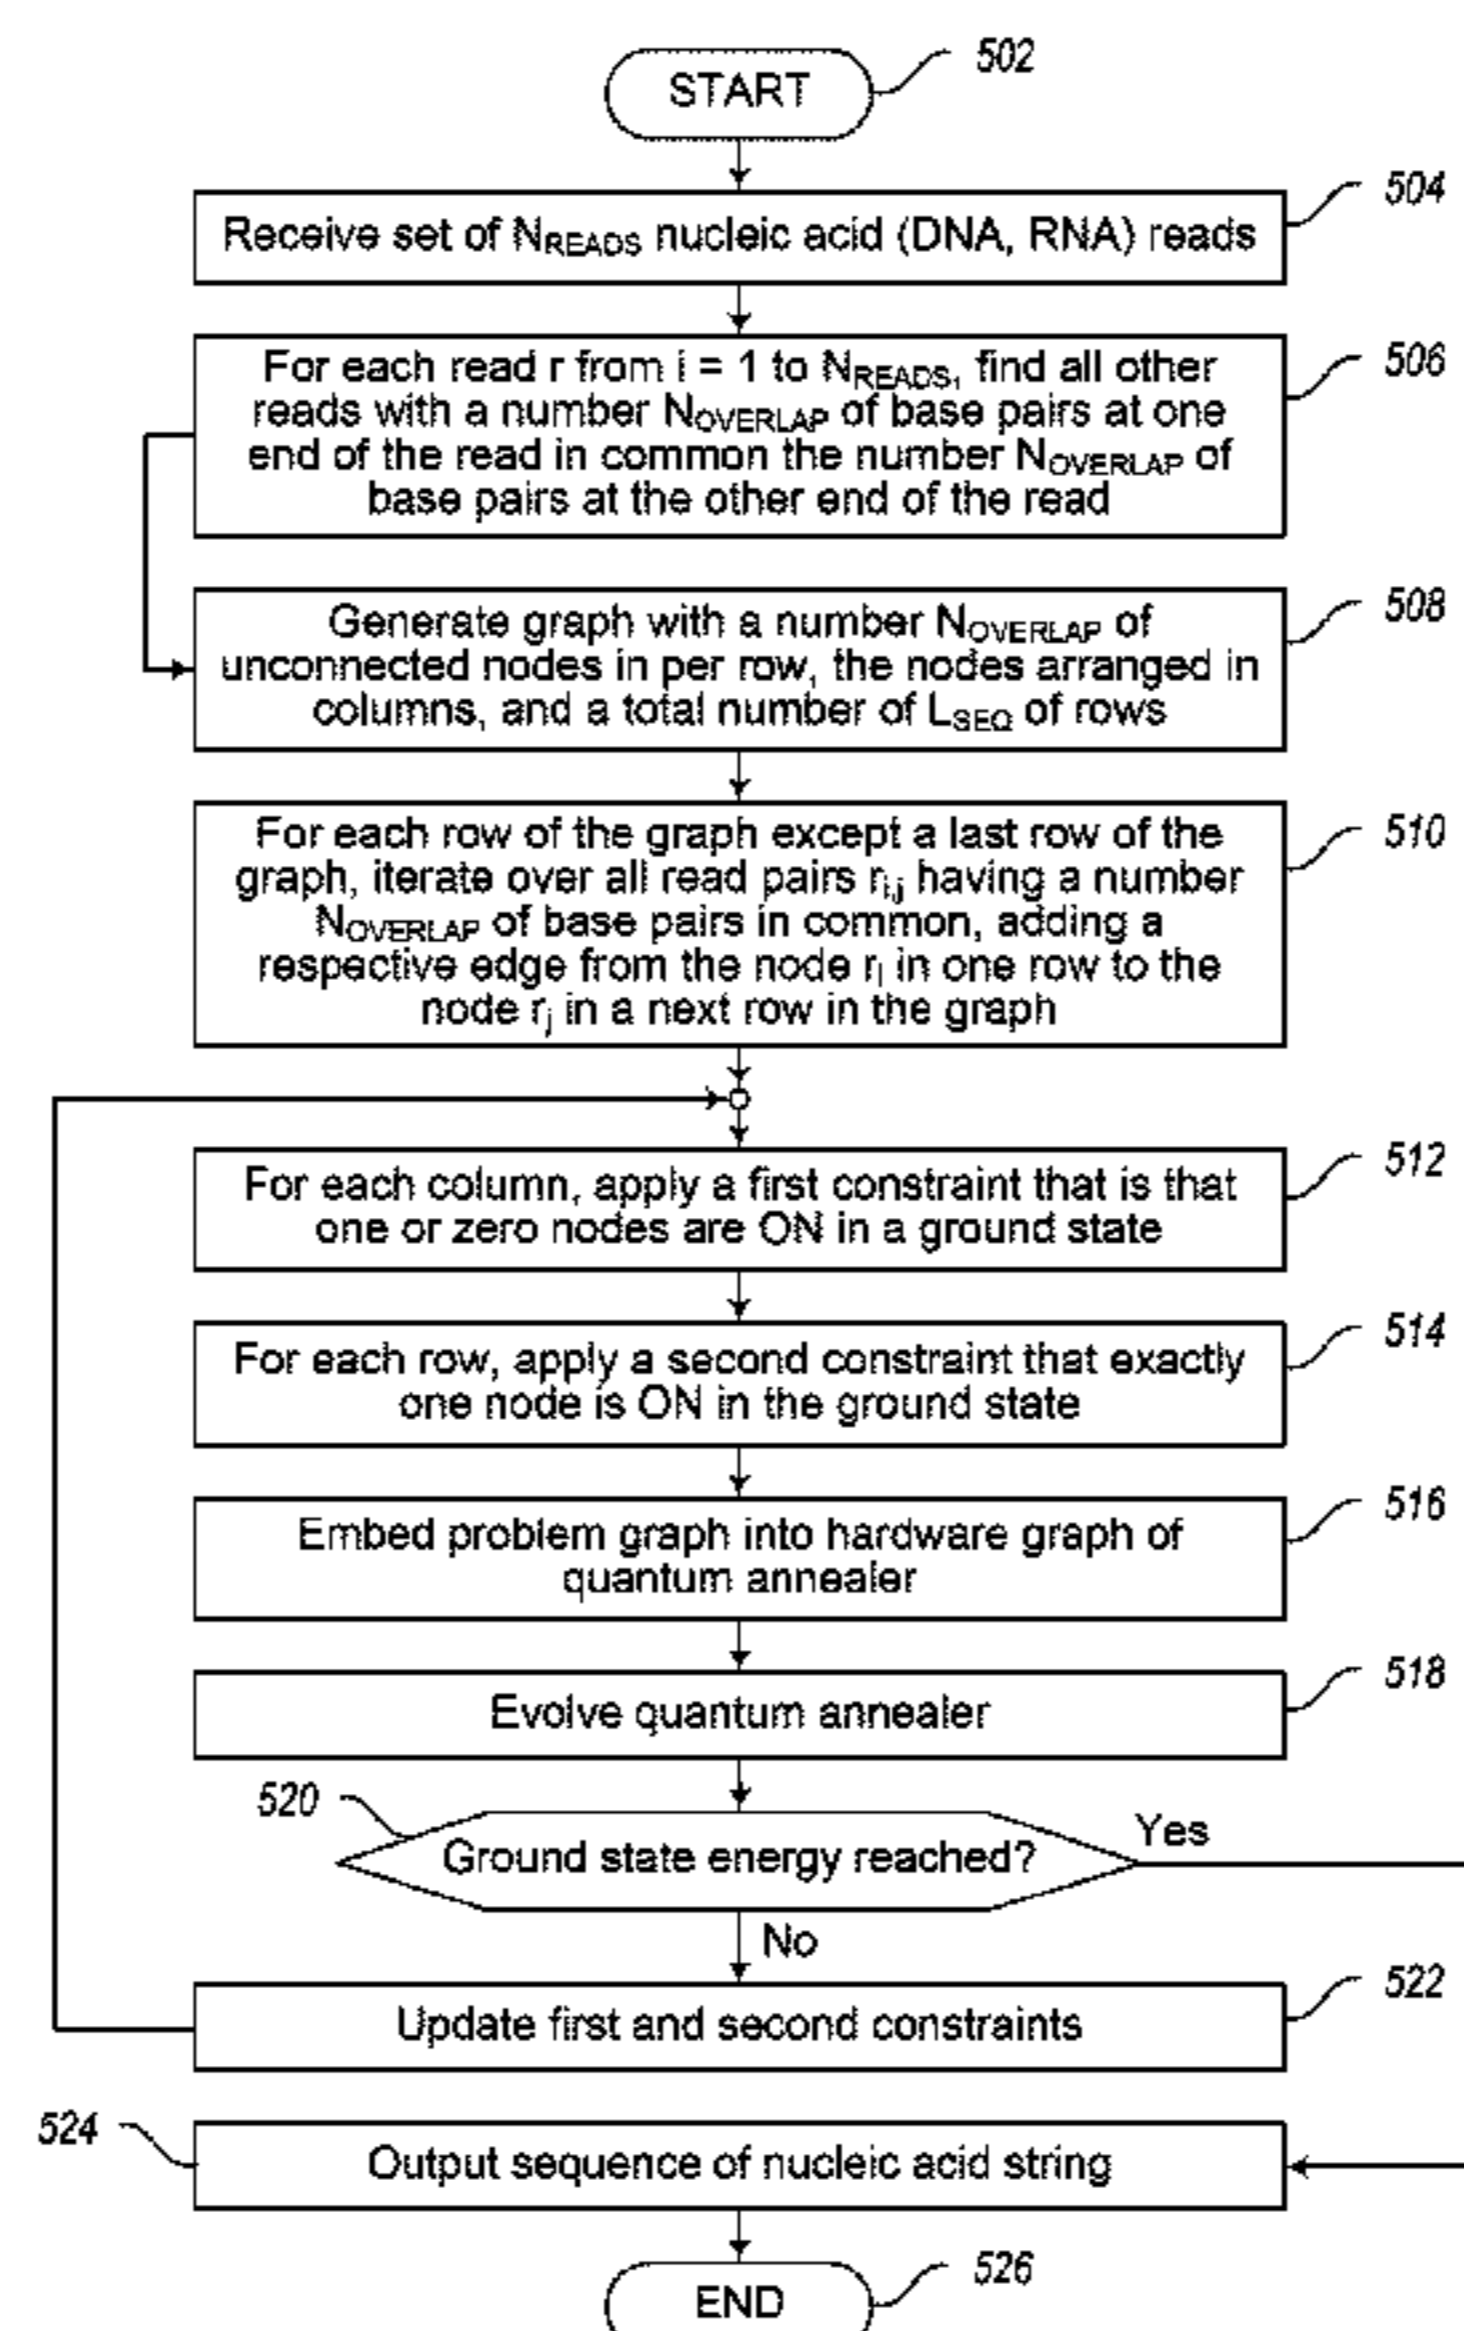 START
502
504
Receive set of NREADS nucleic acid (DNA, RNA) reads
506
For each read r from i = 1 to NREADS, find all other
reads with a number NOVERLAP of base pairs at one
end of the read in common the number NOVERLAP of
base pairs at the other end of the read
508
Generate graph with a number NOVERLAP of
unconnected nodes in per row, the nodes arranged in
columns, and a total number of LSEQ of rows
510
For each row of the graph except a last row of the
graph, iterate over all read pairs ri,j having a number
NOVERLAP of base pairs in common, adding a
respective edge from the node ri in one row to the
node rj in a next row in the graph
512
For each column, apply a first constraint that is that
one or zero nodes are ON in a ground state
514
For each row, apply a second constraint that exactly
one node is ON in the ground state
516
Embed problem graph into hardware graph of
quantum annealer
518
Evolve quantum annealer
520
Ground state energy reached?
Yes
No
522
Update first and second constraints
524
Output sequence of nucleic acid string
526
END